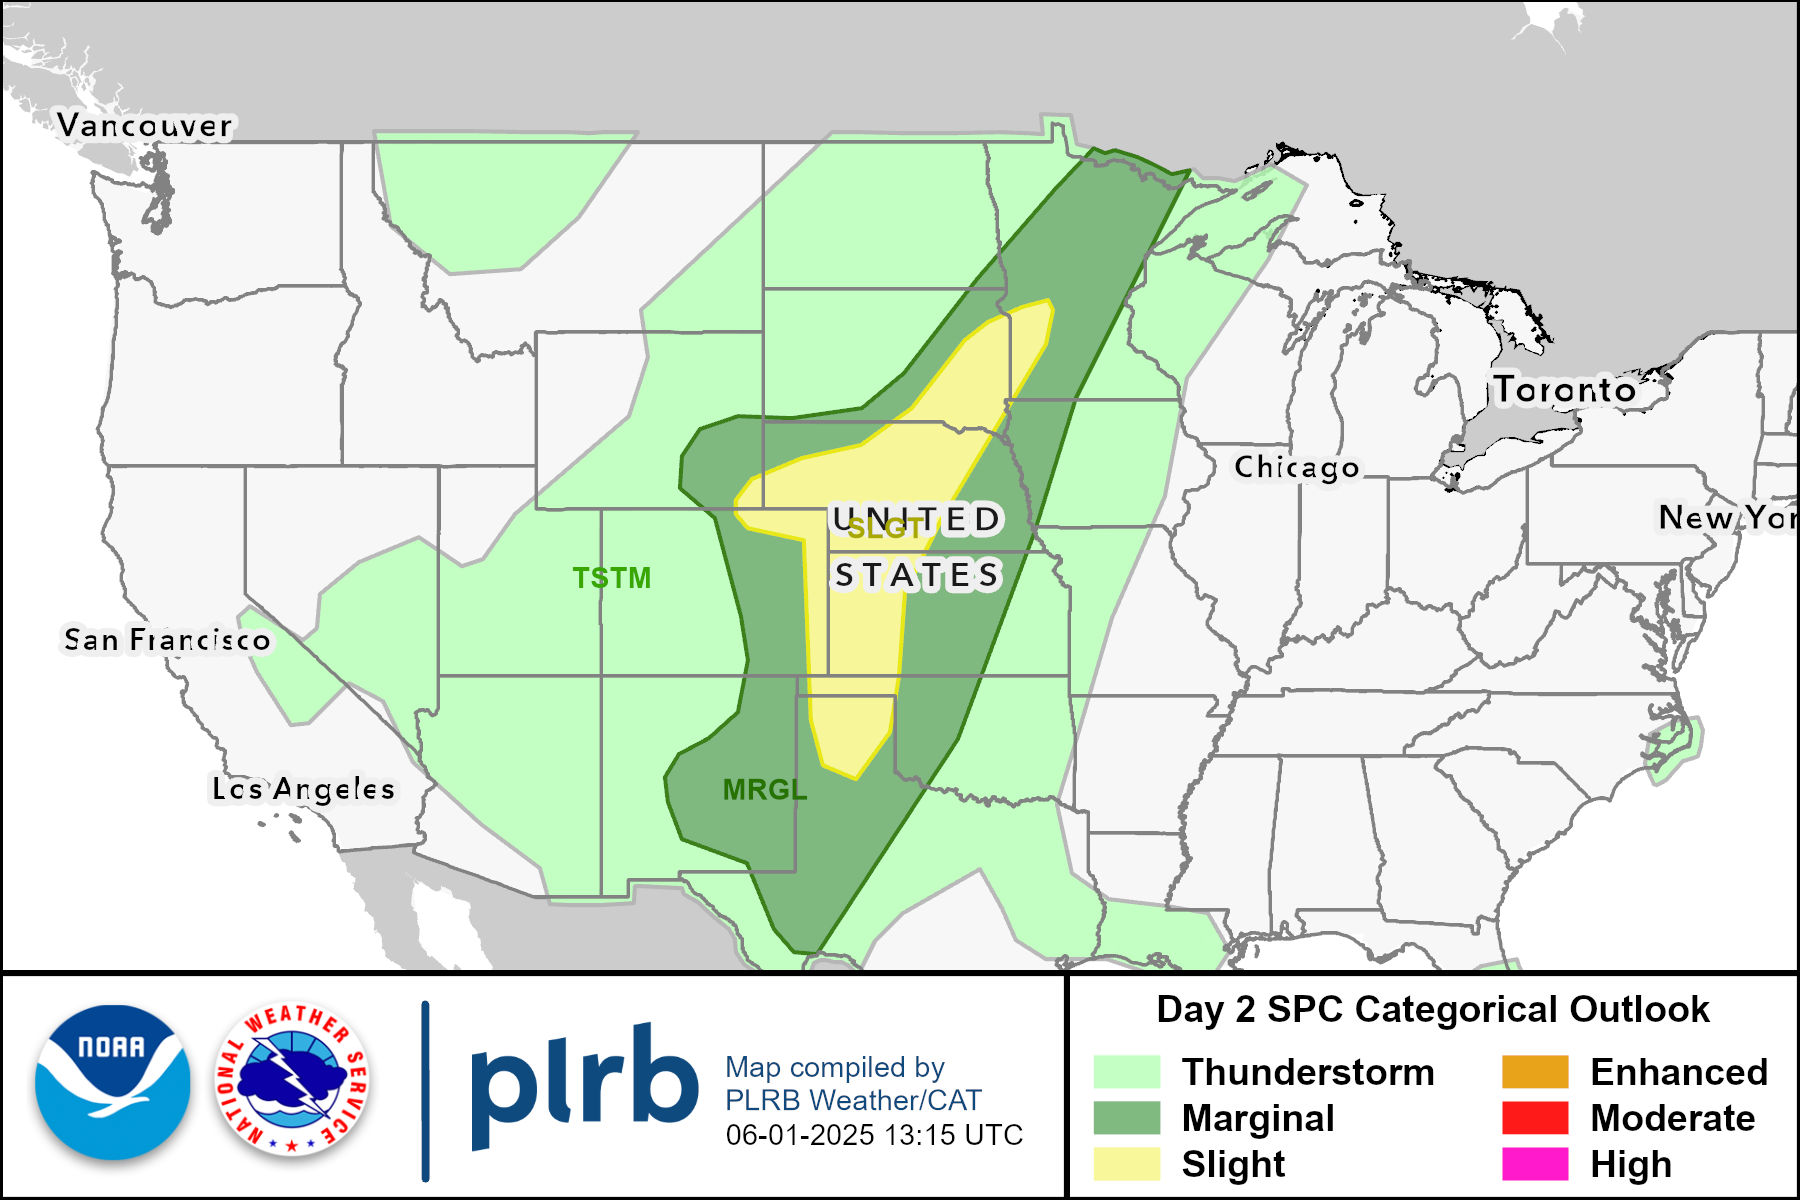 Vancouver
Toronto
Chicago
New Yor
UNITED
SLGT
STATES
TSTM
San Francisco
Los Angeles
MRGL
NOAA
NATIONAL WEATHER SERVICE
plrb
Map compiled by
PLRB Weather/CAT
06-01-2025 13:15 UTC
Day 2 SPC Categorical Outlook
Thunderstorm
Marginal
Slight
Enhanced
Moderate
High